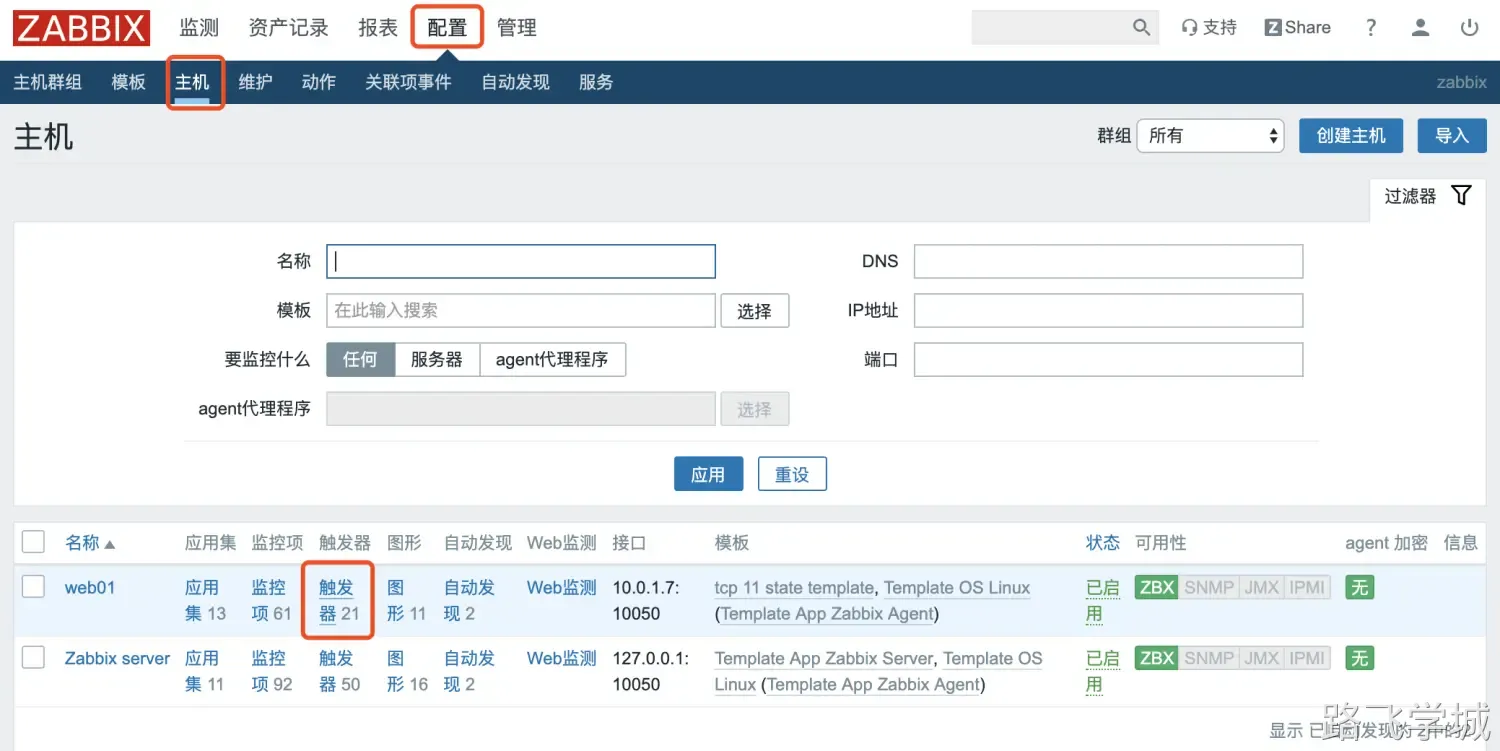 ZABBIX 监测 资产记录 报表 配置 管理 支持 Z Share ?
主机群组 模板 主机 维护 动作 关联项事件 自动发现 服务 zabbix
主机 群组 所有 创建主机 导入
过滤器
名称 DNS
模板 在此输入搜索 选择 IP地址
要监控什么 任何 服务器 agent代理程序 端口
agent代理程序 选择
应用 重设
名称 应用集 监控项 触发器 图形 自动发现 Web监测 接口 模板 状态 可用性 agent 加密 信息
web01 应用 监控 触发 图 自动发 Web监测 10.0.1.7: tcp 11 state template, Template OS Linux 已启 ZBX SNMP JMX IPMI 无
集 13 项 61 器 21 形 11 现 2 10050 (Template App Zabbix Agent) 用
Zabbix server 应用 监控 触发 图 自动发 Web监测 127.0.0.1: Template App Zabbix Server, Template OS 已启 ZBX SNMP JMX IPMI 无
集 11 项 92 器 50 形 16 现 2 10050 Linux (Template App Zabbix Agent) 用
显示 已自动发现为 中的
路飞学城